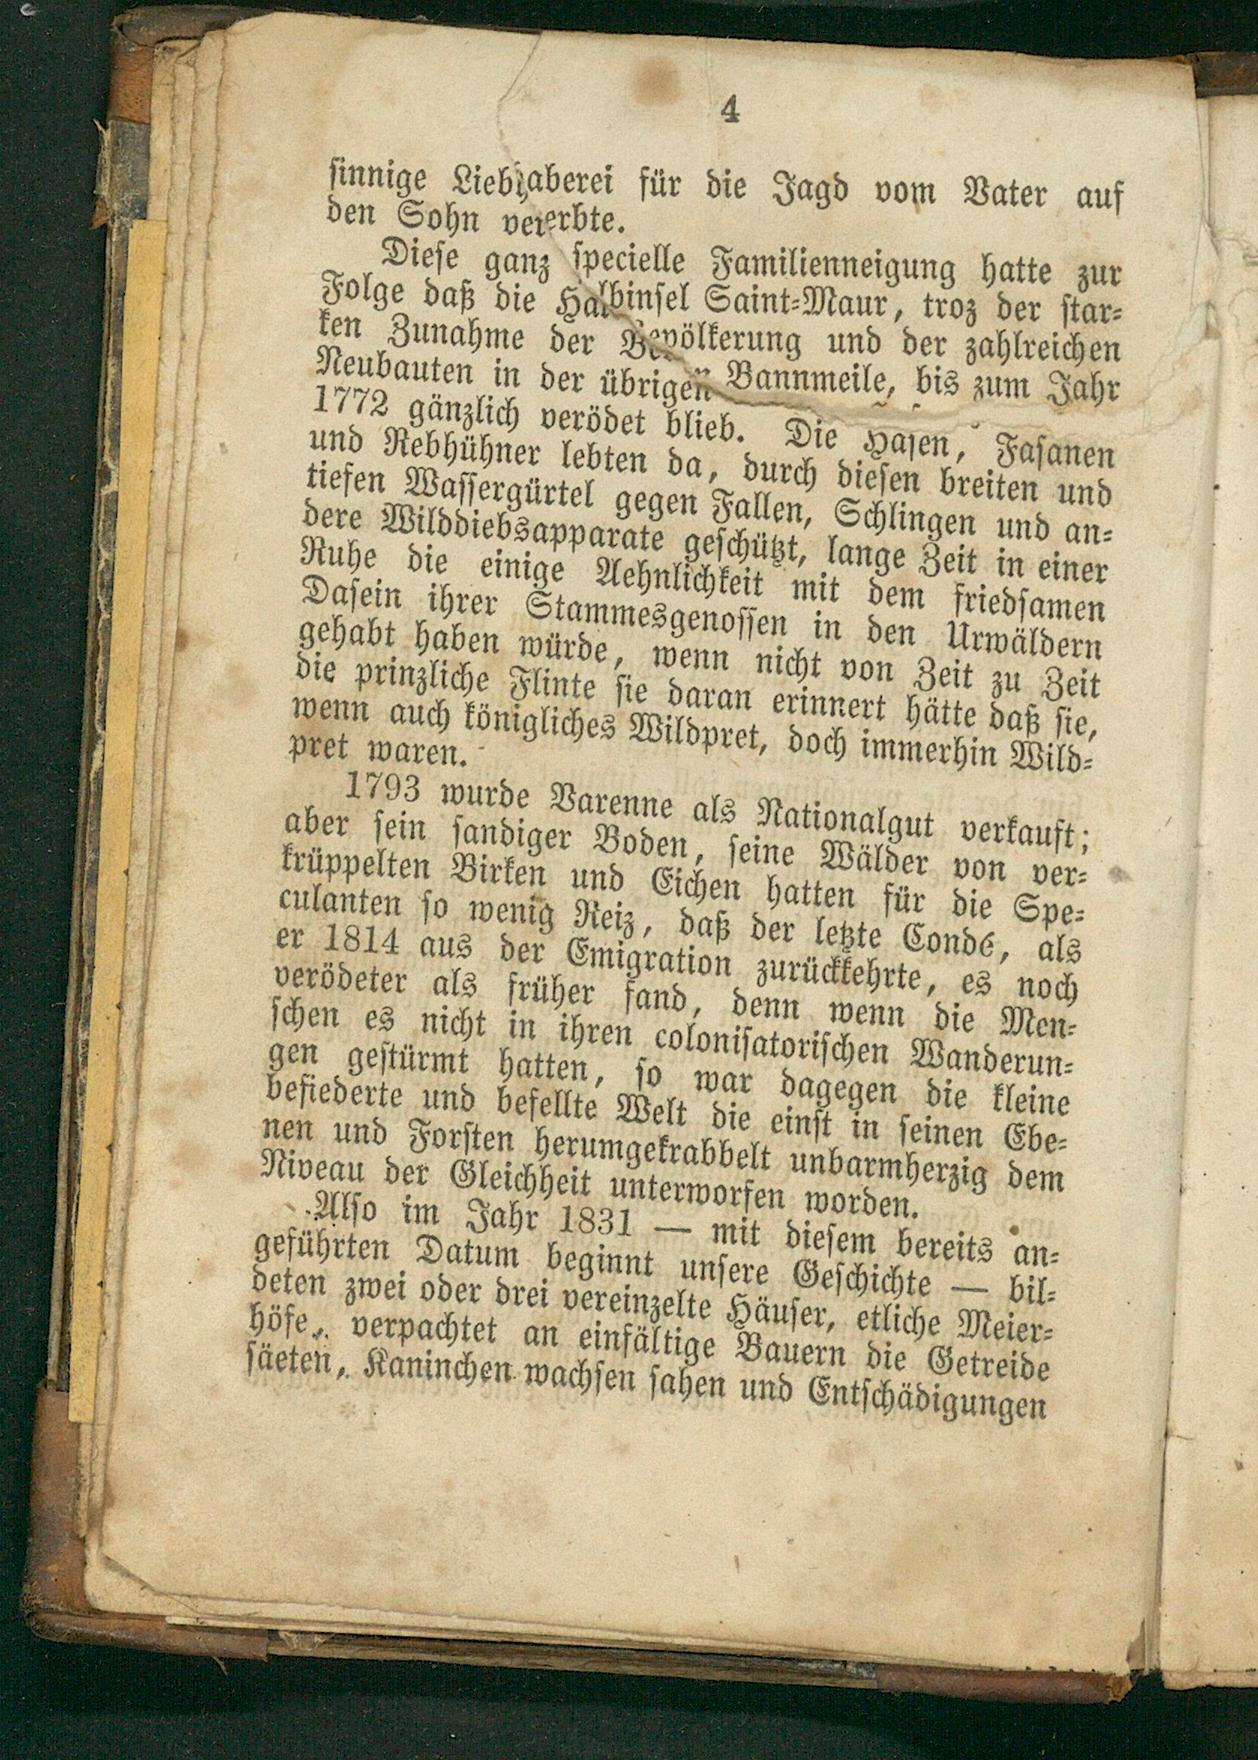 4
sinnige Liebhaberei für die Jagd vom Vater auf
den Sohn vererbte.
Diese ganz specielle Familienneigung hatte zur
Folge daß die Halbinsel Saint-Maur, troz der star-
ken Zunahme der Bevölkerung und der zahlreichen
Neubauten in der übrigen Bannmeile, bis zum Jahr
1772 gänzlich verödet blieb. Die Hasen, Fasanen
und Rebhühner lebten da, durch diesen breiten und
tiefen Wassergürtel gegen Fallen, Schlingen und an-
dere Wilddiebsapparate geschützt, lange Zeit in einer
Ruhe die einige Aehnlichkeit mit dem friedsamen
Dasein ihrer Stammesgenossen in den Urwäldern
gehabt haben würde, wenn nicht von Zeit zu Zeit
die prinzliche Flinte sie daran erinnert hätte daß sie,
wenn auch königliches Wildpret, doch immerhin Wild-
pret waren.
1793 wurde Varenne als Nationalgut verkauft;
aber sein sandiger Boden, seine Wälder von ver-
krüppelten Birken und Eichen hatten für die Spe-
culanten so wenig Reiz, daß der letzte Condé, als
er 1814 aus der Emigration zurückkehrte, es noch
verödeter als früher fand, denn wenn die Men-
schen es nicht in ihren colonisatorischen Wanderun-
gen gestürmt hatten, so war dagegen die kleine
befiederte und befellte Welt die einst in seinen Ebe-
nen und Forsten herumgekrabbelt unbarmherzig dem
Niveau der Gleichheit unterworfen worden.
Also im Jahr 1831 — mit diesem bereits an-
geführten Datum beginnt unsere Geschichte — bil-
deten zwei oder drei vereinzelte Häuser, etliche Meier-
höfe, verpachtet an einfältige Bauern die Getreide
säeten, Kaninchen wachsen sahen und Entschädigungen